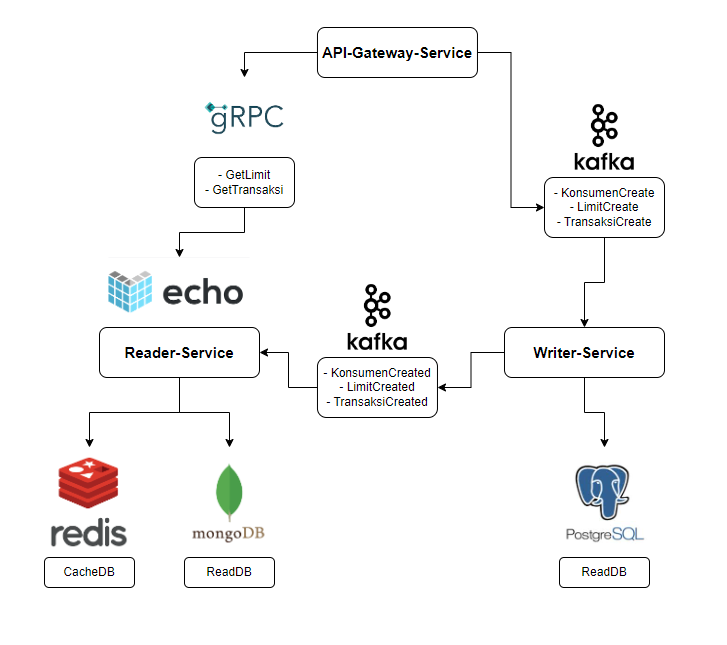 API-Gateway-Service
gRPC
- GetLimit
- GetTransaksi
kafka
- KonsumenCreate
- LimitCreate
- TransaksiCreate
echo
Reader-Service
kafka
- KonsumenCreated
- LimitCreated
- TransaksiCreated
Writer-Service
redis
CacheDB
mongoDB
ReadDB
PostgreSQL
ReadDB